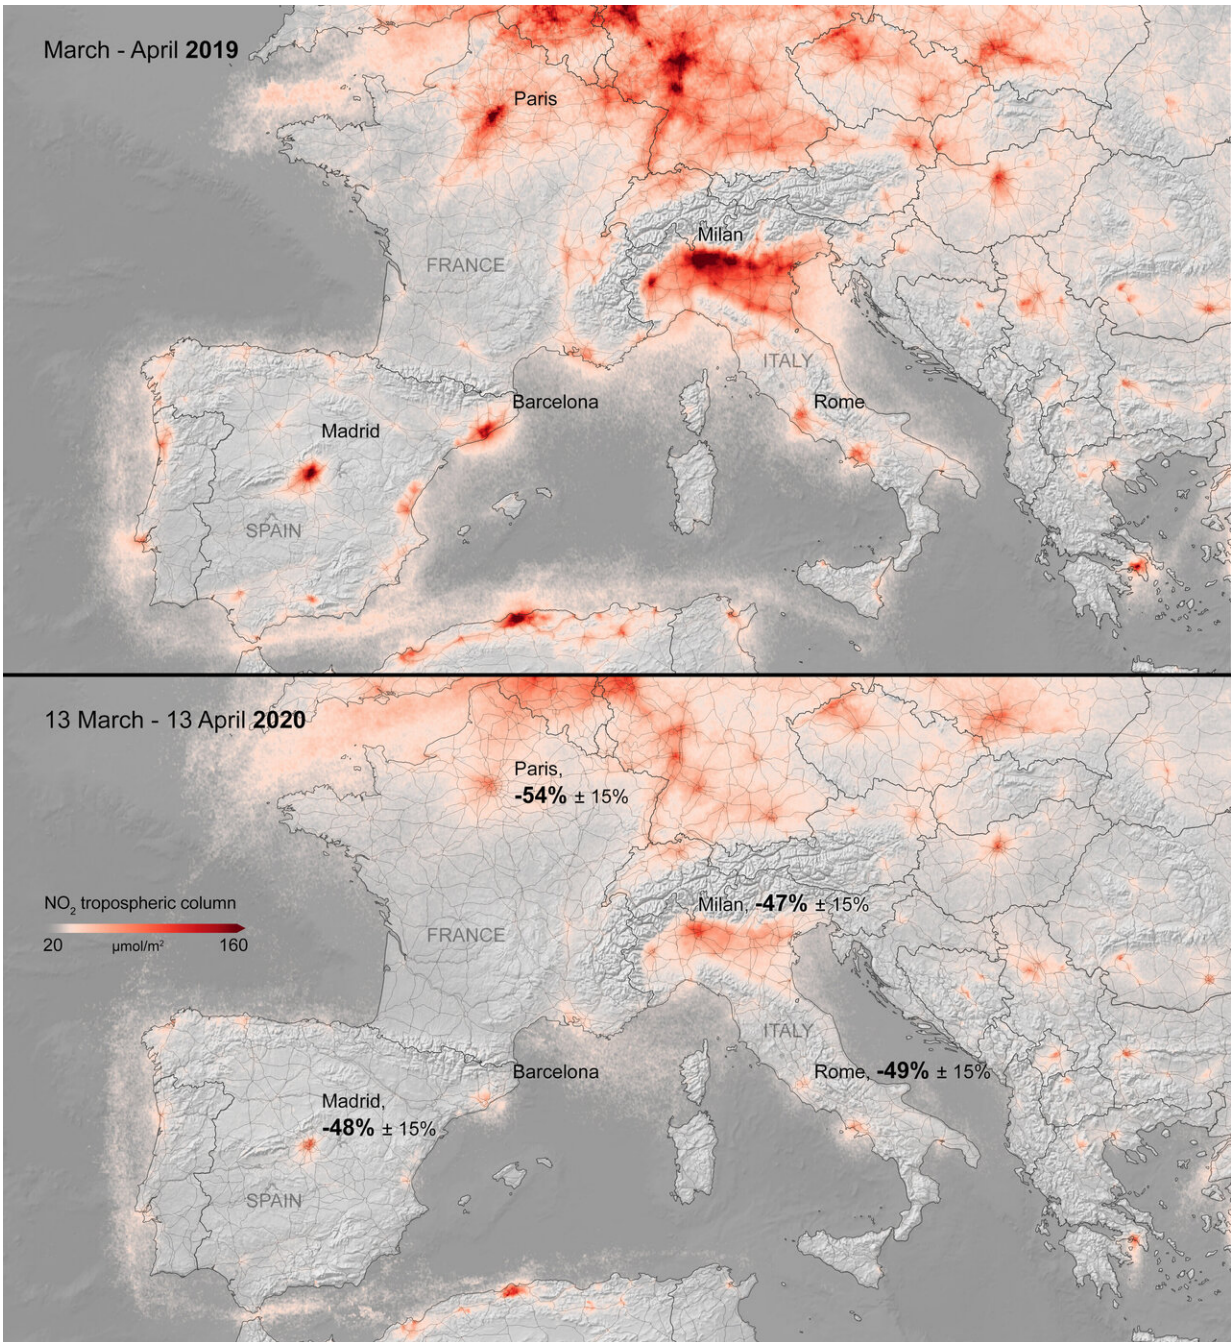 March - April 2019
Paris
Milan
FRANCE
ITALY
Barcelona
Rome
Madrid
SPAIN
13 March - 13 April 2020
Paris,
-54% ± 15%
NO₂ tropospheric column
20 µmol/m² 160
Milan, -47% ± 15%
FRANCE
ITALY
Barcelona
Rome, -49% ± 15%
Madrid,
-48% ± 15%
SPAIN